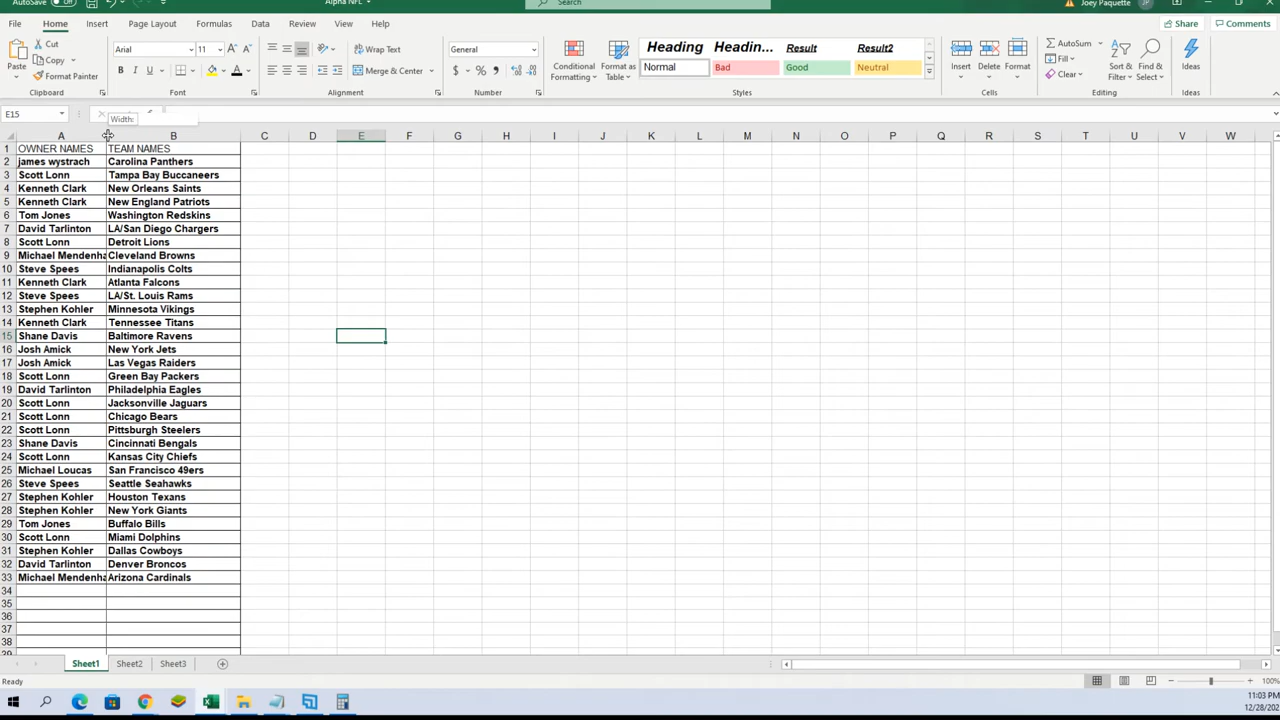 AutoSave Off
Alpha NFL
Search
Joey Paquette JP
File Home Insert Page Layout Formulas Data Review View Help Share Comments
Cut Arial 11 Wrap Text General Heading Headin... Result Result2 AutoSum
Paste Copy Conditional Formatting Format as Table Normal Bad Good Neutral Insert Delete Format Fill Sort & Filter Find & Select Ideas
Format Painter Merge & Center Clear
Clipboard Font Alignment Number Styles Cells Editing Ideas
E15
Width:
A B C D E F G H I J K L M N O P Q R S T U V W
1 OWNER NAMES TEAM NAMES
2 james wystrach Carolina Panthers
3 Scott Lonn Tampa Bay Buccaneers
4 Kenneth Clark New Orleans Saints
5 Kenneth Clark New England Patriots
6 Tom Jones Washington Redskins
7 David Tarlinton LA/San Diego Chargers
8 Scott Lonn Detroit Lions
9 Michael Mendenha Cleveland Browns
10 Steve Spees Indianapolis Colts
11 Kenneth Clark Atlanta Falcons
12 Steve Spees LA/St. Louis Rams
13 Stephen Kohler Minnesota Vikings
14 Kenneth Clark Tennessee Titans
15 Shane Davis Baltimore Ravens
16 Josh Amick New York Jets
17 Josh Amick Las Vegas Raiders
18 Scott Lonn Green Bay Packers
19 David Tarlinton Philadelphia Eagles
20 Scott Lonn Jacksonville Jaguars
21 Scott Lonn Chicago Bears
22 Scott Lonn Pittsburgh Steelers
23 Shane Davis Cincinnati Bengals
24 Scott Lonn Kansas City Chiefs
25 Michael Loucas San Francisco 49ers
26 Steve Spees Seattle Seahawks
27 Stephen Kohler Houston Texans
28 Stephen Kohler New York Giants
29 Tom Jones Buffalo Bills
30 Scott Lonn Miami Dolphins
31 Stephen Kohler Dallas Cowboys
32 David Tarlinton Denver Broncos
33 Michael Mendenha Arizona Cardinals
34
35
36
37
38
39
Sheet1 Sheet2 Sheet3
Ready 100%
11:03 PM
12/28/202